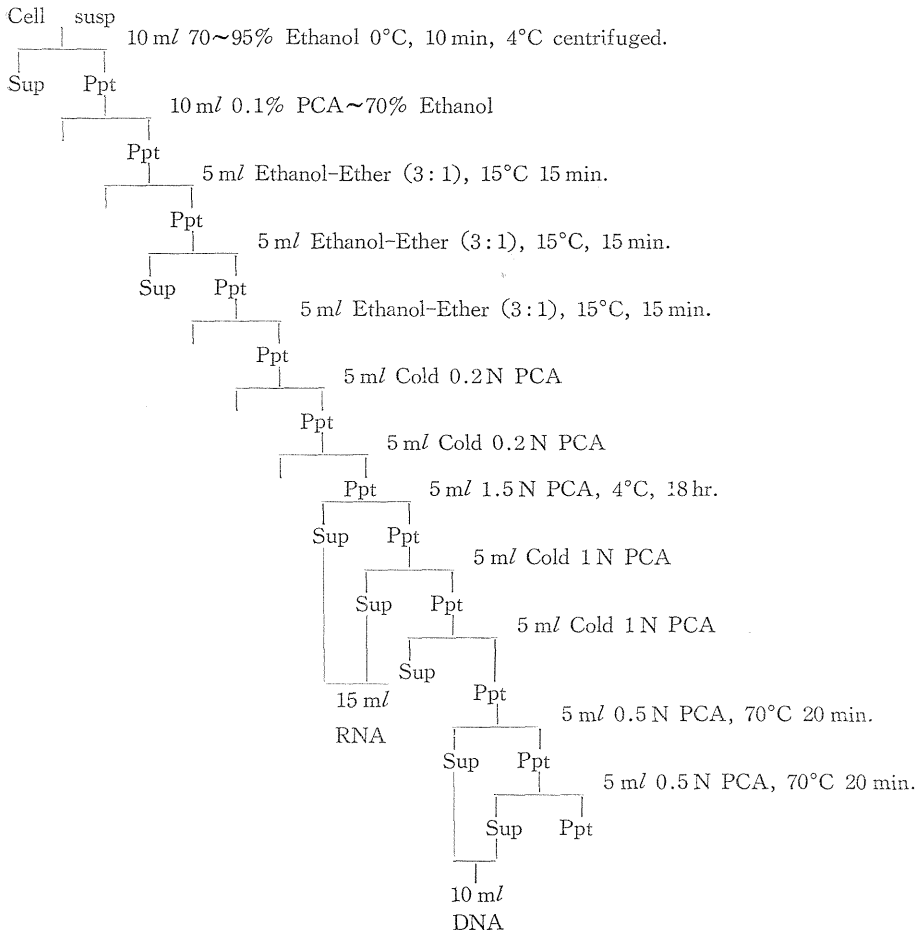 Cell susp
10 ml 70~95% Ethanol 0°C, 10 min, 4°C centrifuged.
Sup Ppt
10 ml 0.1% PCA~70% Ethanol
Ppt
5 ml Ethanol-Ether (3:1), 15°C 15 min.
Ppt
5 ml Ethanol-Ether (3:1), 15°C, 15 min.
Sup Ppt
5 ml Ethanol-Ether (3:1), 15°C, 15 min.
Ppt
5 ml Cold 0.2 N PCA
Ppt
5 ml Cold 0.2 N PCA
Ppt 5 ml 1.5 N PCA, 4°C, 18 hr.
Sup Ppt
5 ml Cold 1 N PCA
Sup Ppt
5 ml Cold 1 N PCA
Sup
Ppt
15 ml
5 ml 0.5 N PCA, 70°C 20 min.
RNA
Sup Ppt
5 ml 0.5 N PCA, 70°C 20 min.
Sup Ppt
10 ml
DNA